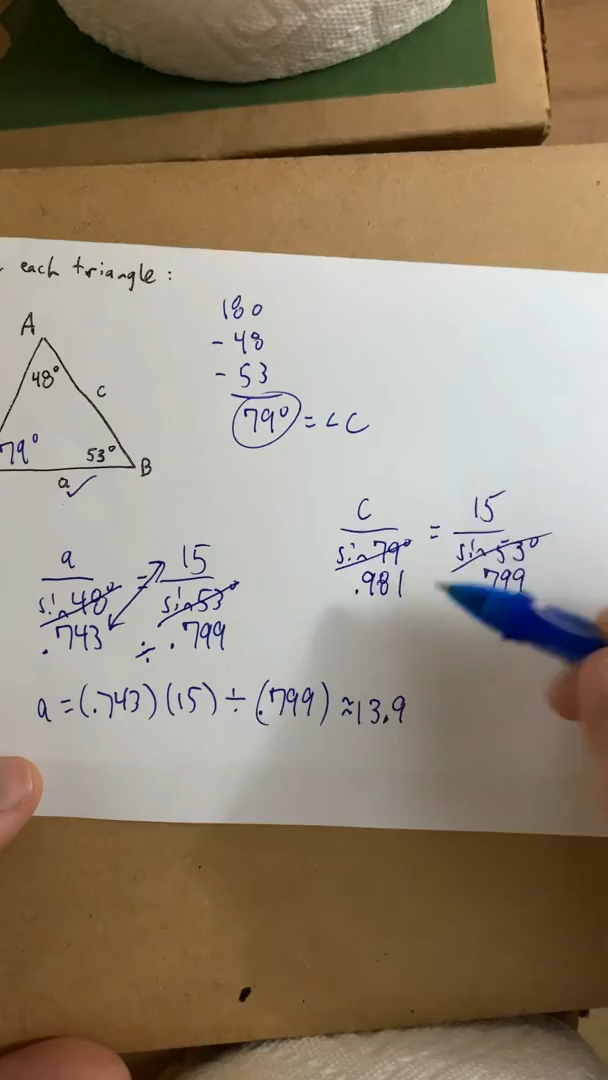 each triangle:
A
48°
c
79°
53°
B
a ✓
180
- 48
- 53
79° = ∠C
a = 15
sin 48° sin 53°
.743 ÷ .799
a = (.743)(15) ÷ (.799) ≈ 13.9
c = 15
sin 79° sin 53°
.981 .799